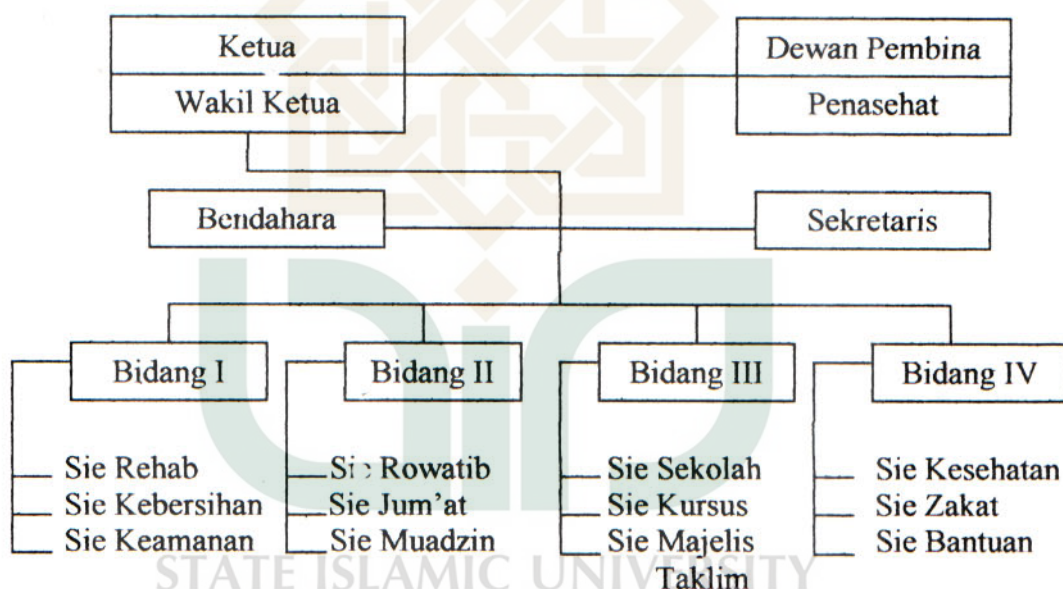 Ketua
Dewan Pembina
Wakil Ketua
Penasehat
Bendahara
Sekretaris
Bidang I
Bidang II
Bidang III
Bidang IV
Sie Rehab
Sie Kebersihan
Sie Keamanan
Sie Rowatib
Sie Jum'at
Sie Muadzin
Sie Sekolah
Sie Kursus
Sie Majelis
Taklim
Sie Kesehatan
Sie Zakat
Sie Bantuan
STATE ISLAMIC UNIVERSITY